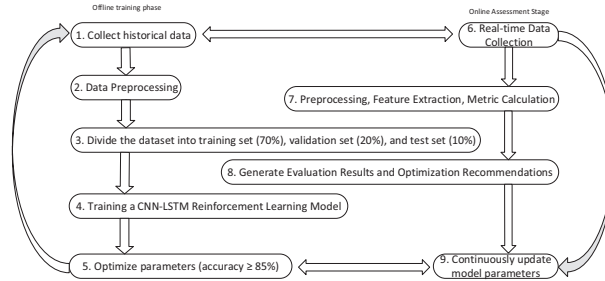 Offline training phase
Online Assessment Stage
1. Collect historical data
6. Real-time Data
Collection
2. Data Preprocessing
7. Preprocessing, Feature Extraction, Metric Calculation
3. Divide the dataset into training set (70%), validation set (20%), and test set (10%)
8. Generate Evaluation Results and Optimization Recommendations
4. Training a CNN-LSTM Reinforcement Learning Model
5. Optimize parameters (accuracy ≥ 85%)
9. Continuously update
model parameters